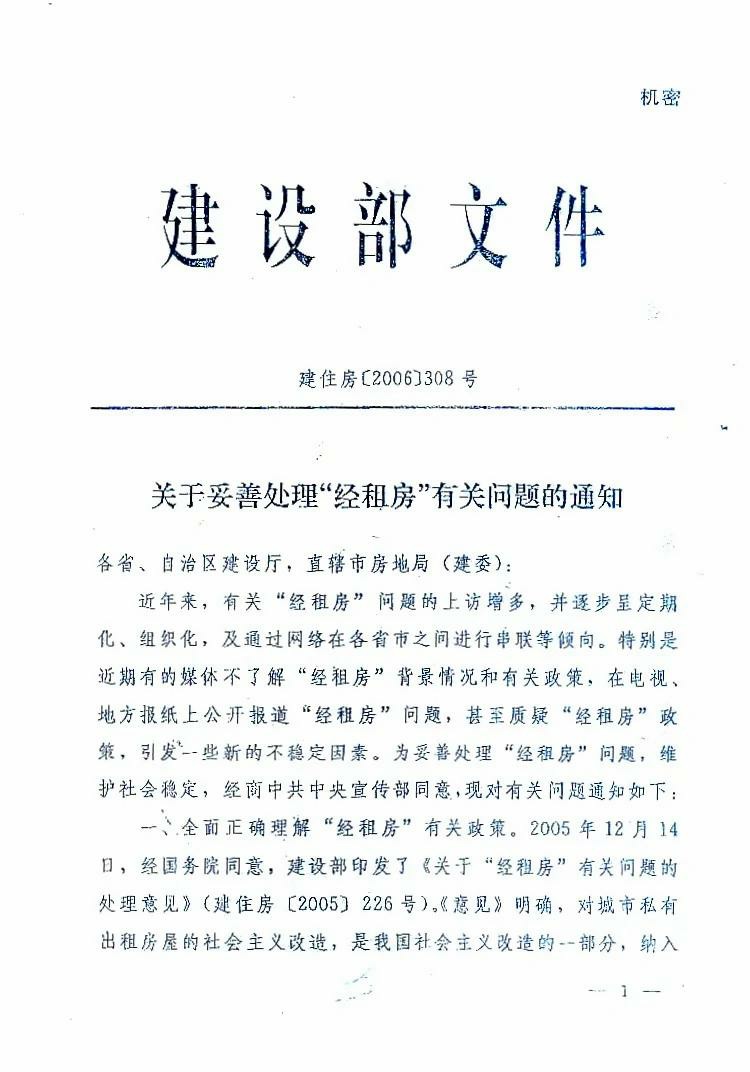 机密
建设部文件
建住房〔2006〕308 号
关于妥善处理“经租房”有关问题的通知
各省、自治区建设厅，直辖市房地局（建委）：
近年来，有关“经租房”问题的上访增多，并逐步呈定期
化、组织化，及通过网络在各省市之间进行串联等倾向。特别是
近期有的媒体不了解“经租房”背景情况和有关政策，在电视、
地方报纸上公开报道“经租房”问题，甚至质疑“经租房”政
策，引发一些新的不稳定因素。为妥善处理“经租房”问题，维
护社会稳定，经商中共中央宣传部同意，现对有关问题通知如下：
一、全面正确理解“经租房”有关政策。2005 年 12 月 14
日，经国务院同意，建设部印发了《关于“经租房”有关问题的
处理意见》（建住房〔2005〕226 号）。《意见》明确，对城市私有
出租房屋的社会主义改造，是我国社会主义改造的一部分，纳入
— 1 —